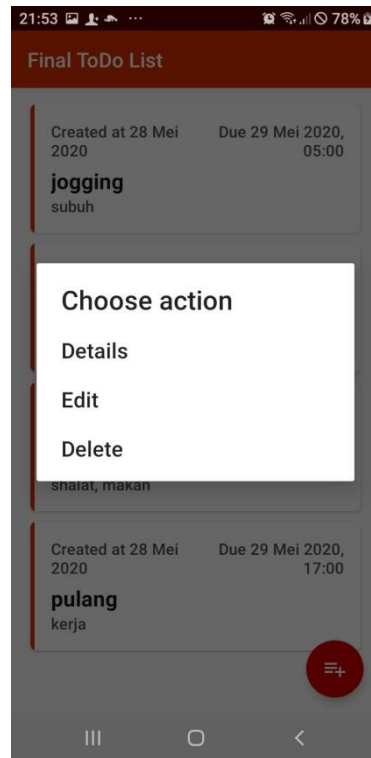 21:53 78%
Final ToDo List
Created at 28 Mei Due 29 Mei 2020,
2020 05:00
jogging
subuh
Choose action
Details
Edit
Delete
shalat, makan
Created at 28 Mei Due 29 Mei 2020,
2020 17:00
pulang
kerja